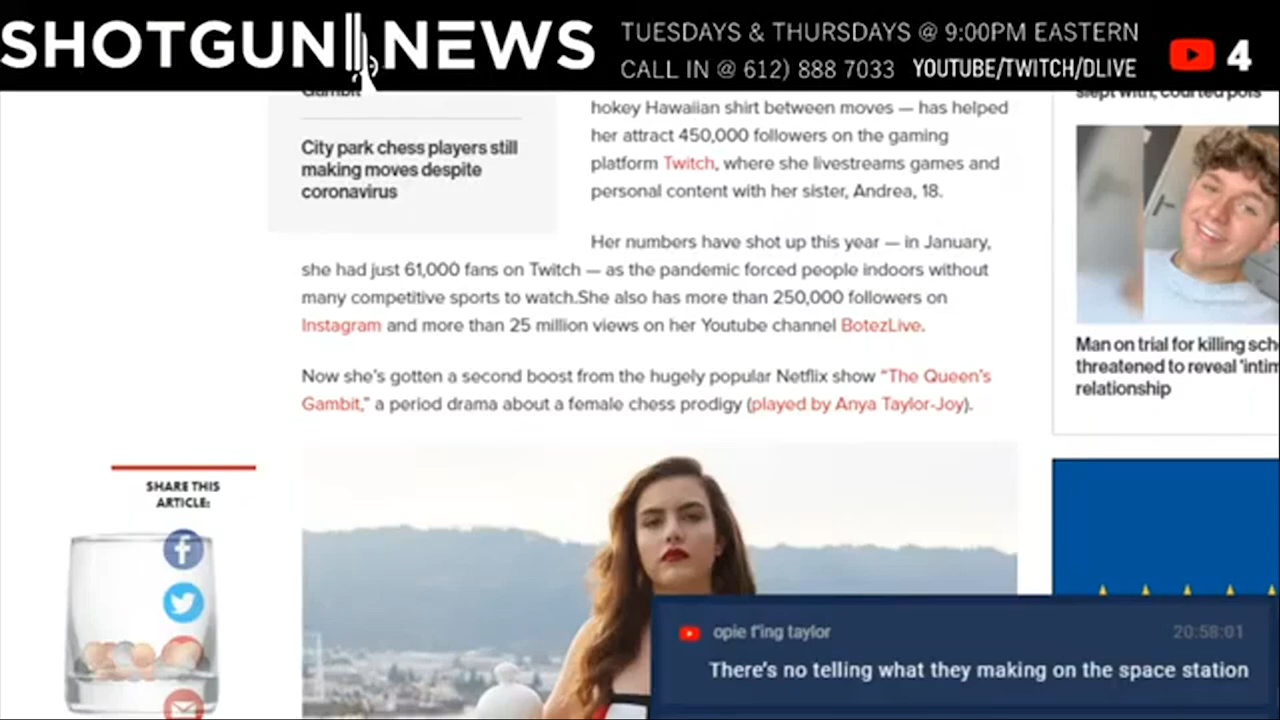 SHOTGUN NEWS
TUESDAYS & THURSDAYS @ 9:00PM EASTERN
CALL IN @ 612) 888 7033 YOUTUBE/TWITCH/DLIVE
4
Gambit
City park chess players still
making moves despite
coronavirus
hokey Hawaiian shirt between moves — has helped
her attract 450,000 followers on the gaming
platform Twitch, where she livestreams games and
personal content with her sister, Andrea, 18.
Her numbers have shot up this year — in January,
she had just 61,000 fans on Twitch — as the pandemic forced people indoors without
many competitive sports to watch.She also has more than 250,000 followers on
Instagram and more than 25 million views on her Youtube channel BotezLive.
Now she's gotten a second boost from the hugely popular Netflix show “The Queen's
Gambit,” a period drama about a female chess prodigy (played by Anya Taylor-Joy).
slept with, courted pols
Man on trial for killing sch
threatened to reveal 'intim
relationship
SHARE THIS
ARTICLE:
opie f'ing taylor
20:58:01
There's no telling what they making on the space station